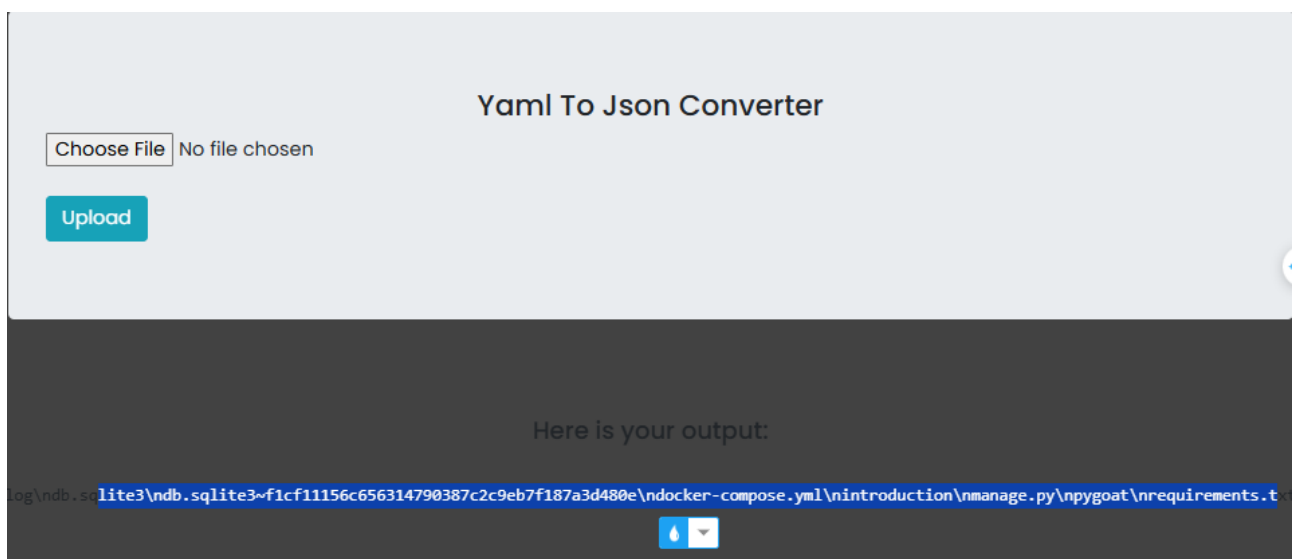 Yaml To Json Converter
Choose File No file chosen
Upload
Here is your output:
log\ndb.sqlite3\ndb.sqlite3~f1cf11156c656314790387c2c9eb7f187a3d480e\ndocker-compose.yml\nintroduction\nmanage.py\npygoat\nrequirements.txt